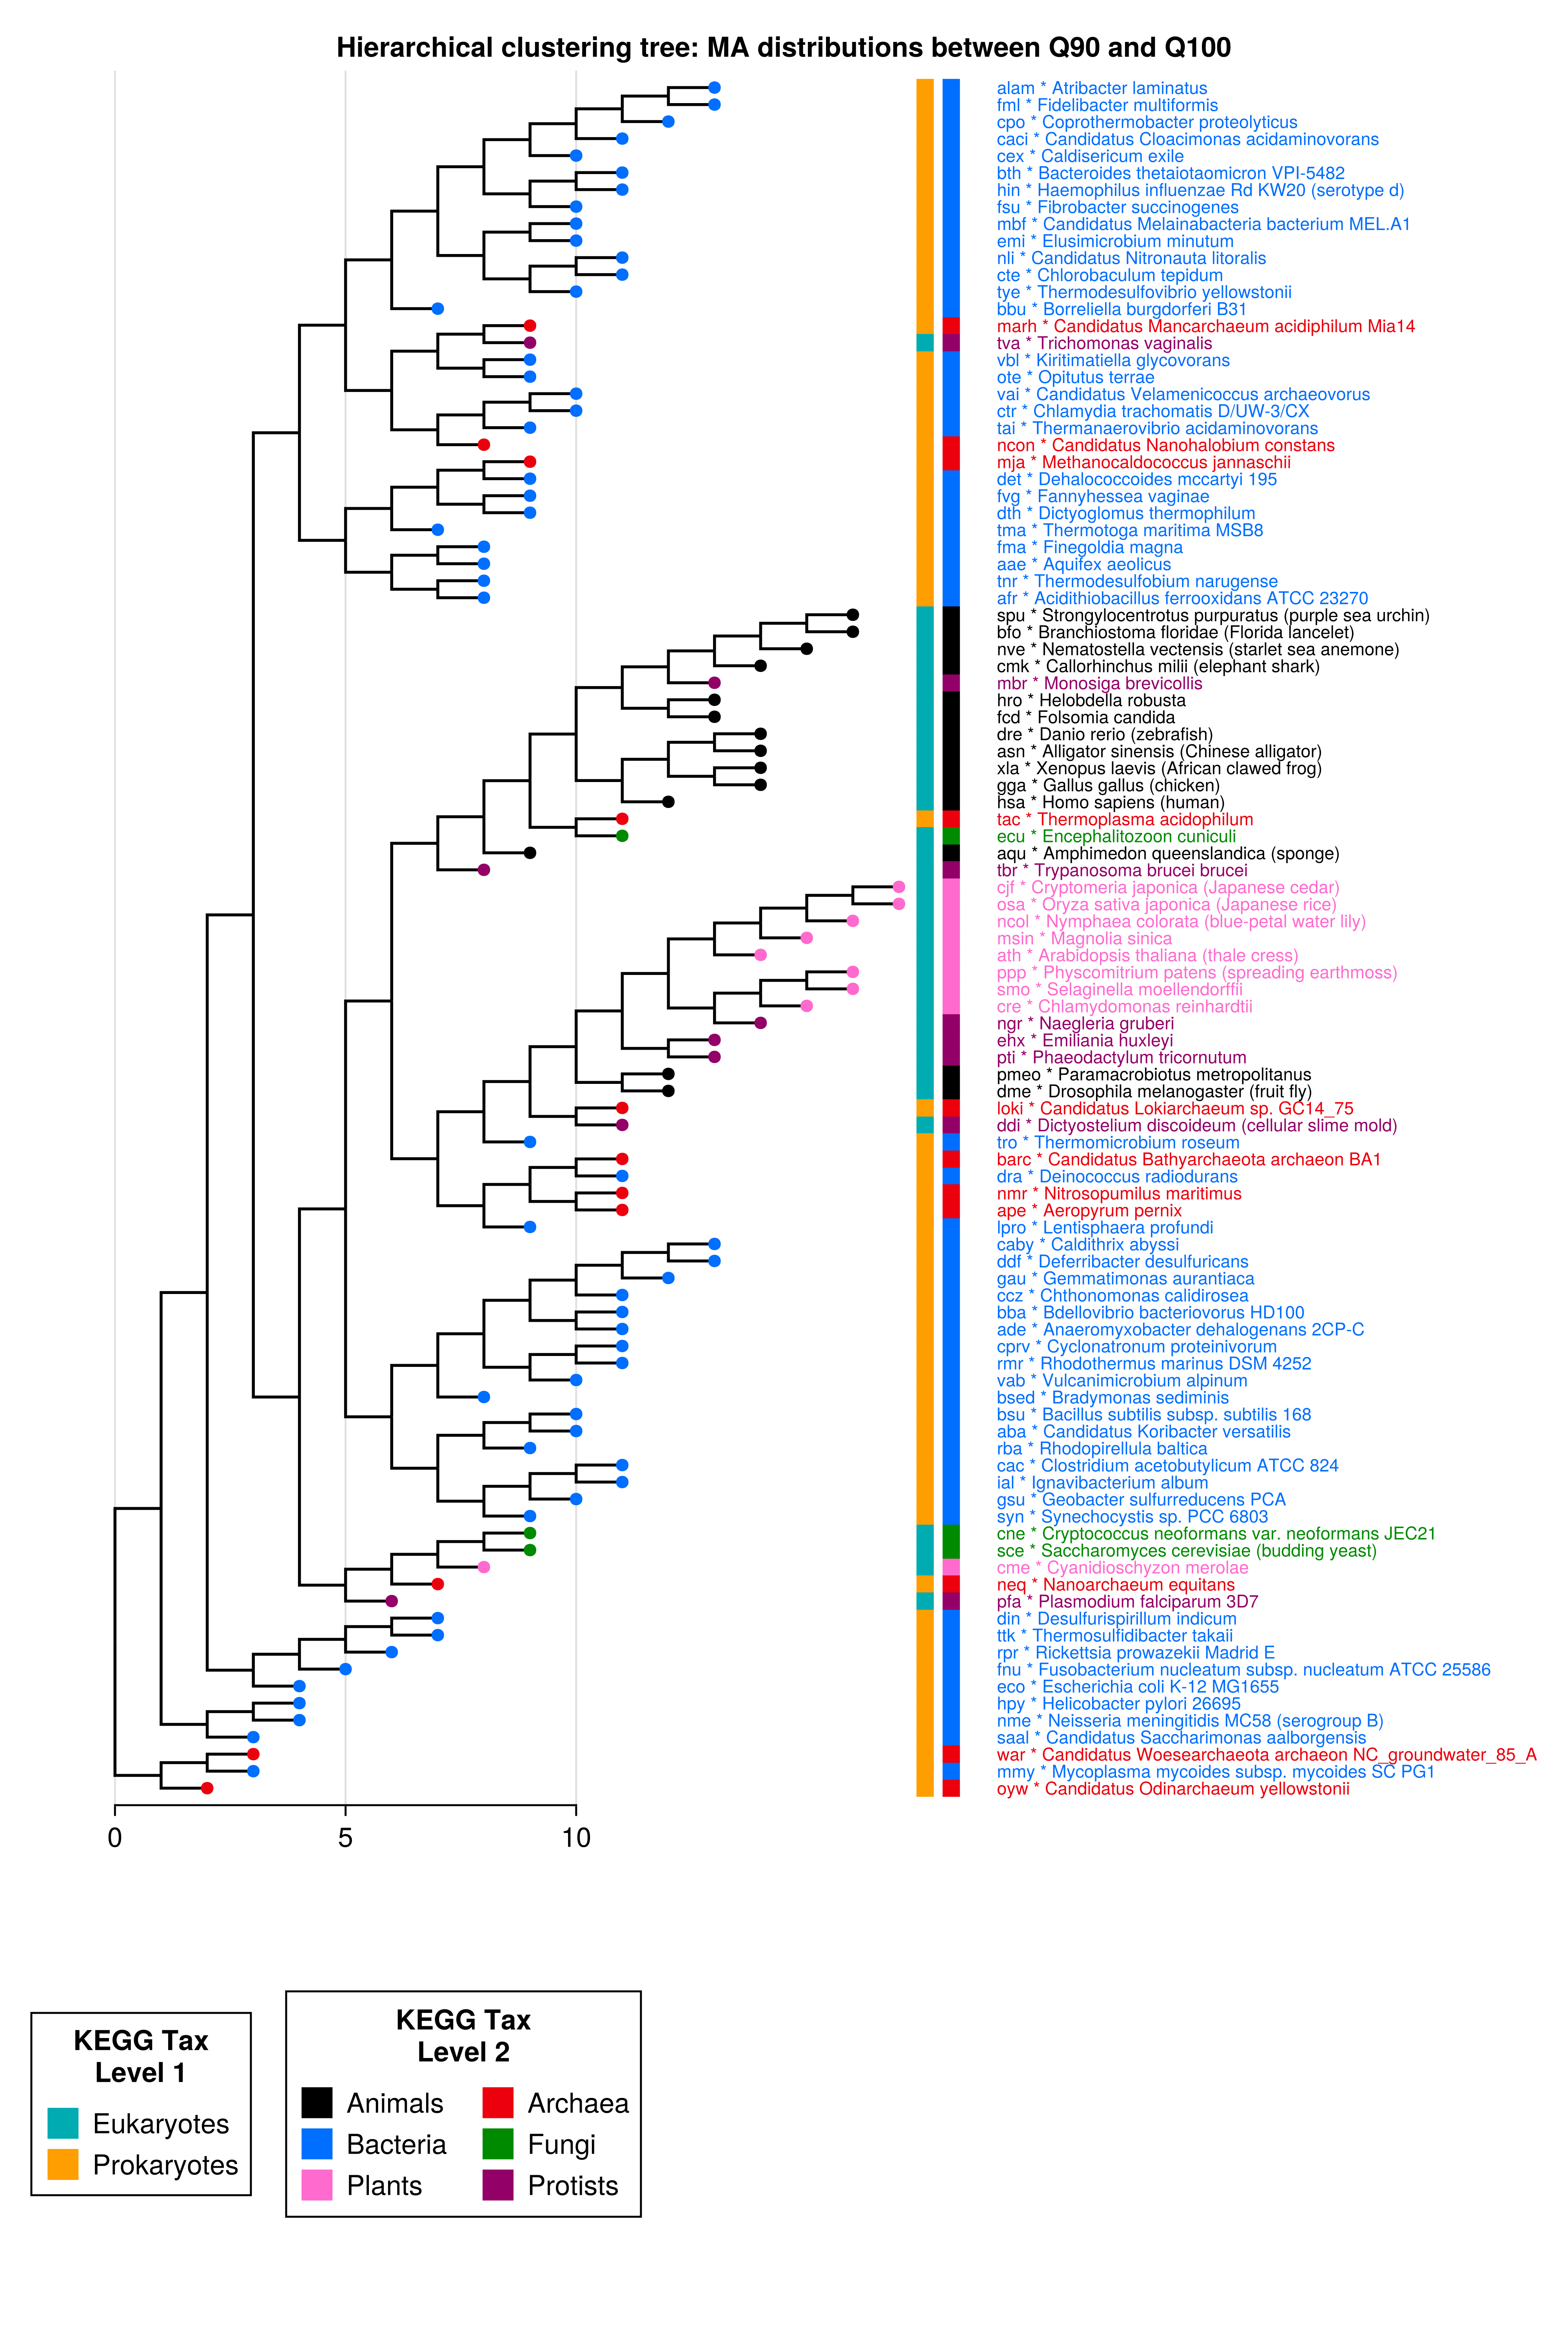 Hierarchical clustering tree: MA distributions between Q90 and Q100
alam * Atribacter laminatus
fml * Fidelibacter multiformis
cpo * Coprothermobacter proteolyticus
caci * Candidatus Cloacimonas acidaminovorans
cex * Caldisericum exile
bth * Bacteroides thetaiotaomicron VPI-5482
hin * Haemophilus influenzae Rd KW20 (serotype d)
fsu * Fibrobacter succinogenes
mbf * Candidatus Melainabacteria bacterium MEL.A1
emi * Elusimicrobium minutum
nli * Candidatus Nitronauta litoralis
cte * Chlorobaculum tepidum
tye * Thermodesulfovibrio yellowstonii
bbu * Borreliella burgdorferi B31
marh * Candidatus Mancarchaeum acidiphilum Mia14
tva * Trichomonas vaginalis
vbl * Kiritimatiella glycovorans
ote * Opitutus terrae
vai * Candidatus Velamenicoccus archaeovorus
ctr * Chlamydia trachomatis D/UW-3/CX
tai * Thermanaerovibrio acidaminovorans
ncon * Candidatus Nanohalobium constans
mja * Methanocaldococcus jannaschii
det * Dehalococcoides mccartyi 195
fvg * Fannyhessea vaginae
dth * Dictyoglomus thermophilum
tma * Thermotoga maritima MSB8
fma * Finegoldia magna
aae * Aquifex aeolicus
tnr * Thermodesulfobium narugense
afr * Acidithiobacillus ferrooxidans ATCC 23270
spu * Strongylocentrotus purpuratus (purple sea urchin)
bfo * Branchiostoma floridae (Florida lancelet)
nve * Nematostella vectensis (starlet sea anemone)
cmk * Callorhinchus milii (elephant shark)
mbr * Monosiga brevicollis
hro * Helobdella robusta
fcd * Folsomia candida
dre * Danio rerio (zebrafish)
asn * Alligator sinensis (Chinese alligator)
xla * Xenopus laevis (African clawed frog)
gga * Gallus gallus (chicken)
hsa * Homo sapiens (human)
tac * Thermoplasma acidophilum
ecu * Encephalitozoon cuniculi
aqu * Amphimedon queenslandica (sponge)
tbr * Trypanosoma brucei brucei
cjf * Cryptomeria japonica (Japanese cedar)
osa * Oryza sativa japonica (Japanese rice)
ncol * Nymphaea colorata (blue-petal water lily)
msin * Magnolia sinica
ath * Arabidopsis thaliana (thale cress)
ppp * Physcomitrium patens (spreading earthmoss)
smo * Selaginella moellendorffii
cre * Chlamydomonas reinhardtii
ngr * Naegleria gruberi
ehx * Emiliania huxleyi
pti * Phaeodactylum tricornutum
pmeo * Paramacrobiotus metropolitanus
dme * Drosophila melanogaster (fruit fly)
loki * Candidatus Lokiarchaeum sp. GC14_75
ddi * Dictyostelium discoideum (cellular slime mold)
tro * Thermomicrobium roseum
barc * Candidatus Bathyarchaeota archaeon BA1
dra * Deinococcus radiodurans
nmr * Nitrosopumilus maritimus
ape * Aeropyrum pernix
lpro * Lentisphaera profundi
caby * Caldithrix abyssi
ddf * Deferribacter desulfuricans
gau * Gemmatimonas aurantiaca
ccz * Chthonomonas calidirosea
bba * Bdellovibrio bacteriovorus HD100
ade * Anaeromyxobacter dehalogenans 2CP-C
cprv * Cyclonatronum proteinivorum
rmr * Rhodothermus marinus DSM 4252
vab * Vulcanimicrobium alpinum
bsed * Bradymonas sediminis
bsu * Bacillus subtilis subsp. subtilis 168
aba * Candidatus Koribacter versatilis
rba * Rhodopirellula baltica
cac * Clostridium acetobutylicum ATCC 824
ial * Ignavibacterium album
gsu * Geobacter sulfurreducens PCA
syn * Synechocystis sp. PCC 6803
cne * Cryptococcus neoformans var. neoformans JEC21
sce * Saccharomyces cerevisiae (budding yeast)
cme * Cyanidioschyzon merolae
neq * Nanoarchaeum equitans
pfa * Plasmodium falciparum 3D7
din * Desulfurispirillum indicum
ttk * Thermosulfidibacter takaii
rpr * Rickettsia prowazekii Madrid E
fnu * Fusobacterium nucleatum subsp. nucleatum ATCC 25586
eco * Escherichia coli K-12 MG1655
hpy * Helicobacter pylori 26695
nme * Neisseria meningitidis MC58 (serogroup B)
saal * Candidatus Saccharimonas aalborgensis
war * Candidatus Woesearchaeota archaeon NC_groundwater_85_A
mmy * Mycoplasma mycoides subsp. mycoides SC PG1
oyw * Candidatus Odinarchaeum yellowstonii
0 5 10
KEGG Tax
Level 1
Eukaryotes
Prokaryotes
KEGG Tax
Level 2
Animals Archaea
Bacteria Fungi
Plants Protists